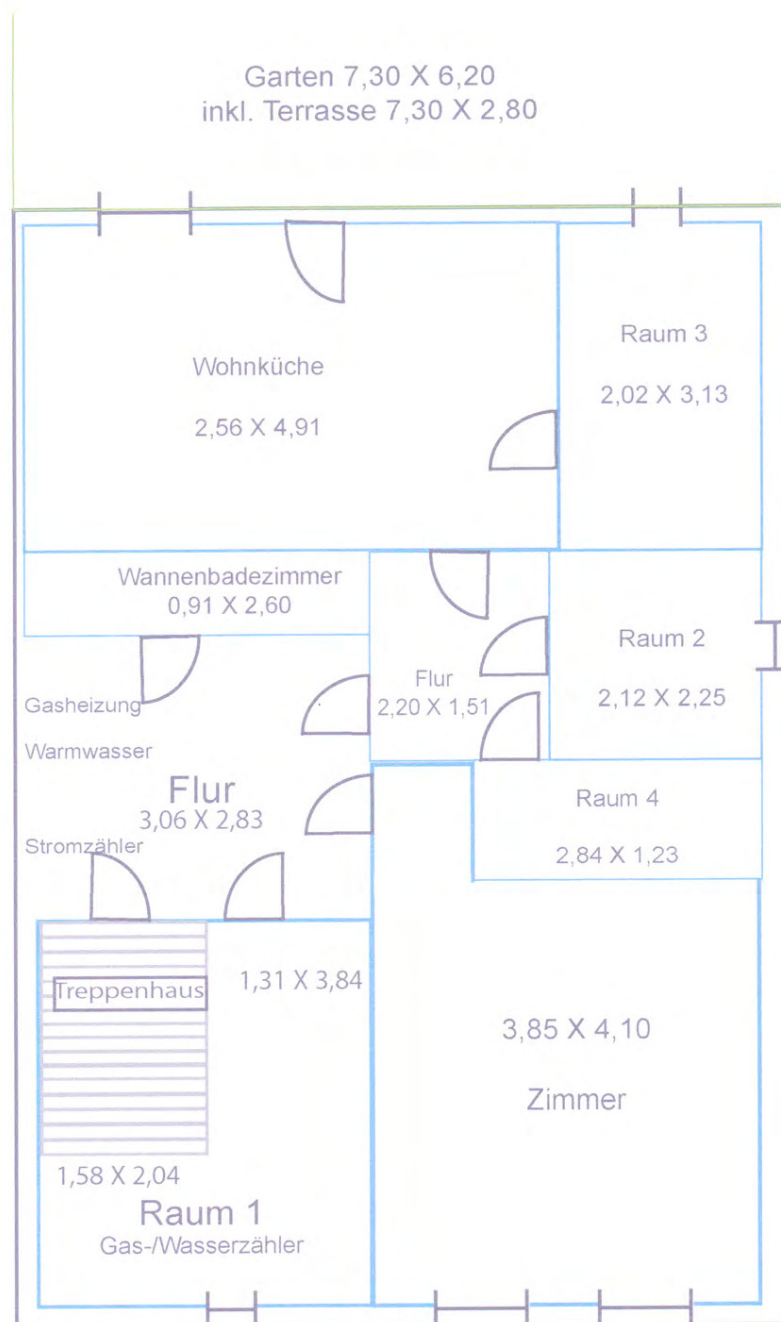 Garten 7,30 X 6,20
inkl. Terrasse 7,30 X 2,80
Wohnküche
2,56 X 4,91
Raum 3
2,02 X 3,13
Wannenbadezimmer
0,91 X 2,60
Flur
2,20 X 1,51
Raum 2
2,12 X 2,25
Gasheizung
Warmwasser
Flur
3,06 X 2,83
Stromzähler
Raum 4
2,84 X 1,23
Treppenhaus
1,31 X 3,84
3,85 X 4,10
Zimmer
1,58 X 2,04
Raum 1
Gas-/Wasserzähler